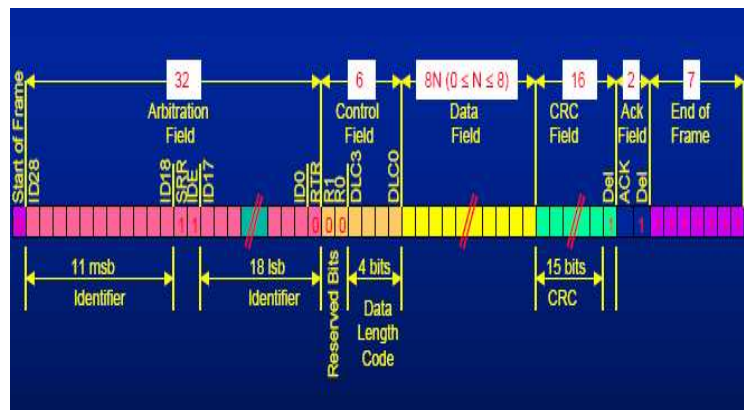 32 6 8N (0 ≤ N ≤ 8) 16 2 7
Arbitration Control Data CRC Ack End of
Field Field Field Field Field Frame
Start of Frame
ID28
ID18
SRR
IDE
ID17
ID0
RTR
R1
R0
DLC3
DLC0
Del
ACK
Del
1 1 0 0 0 1 1
11 msb 18 lsb 4 bits 15 bits
Identifier Identifier CRC
Reserved Bits
Data
Length
Code